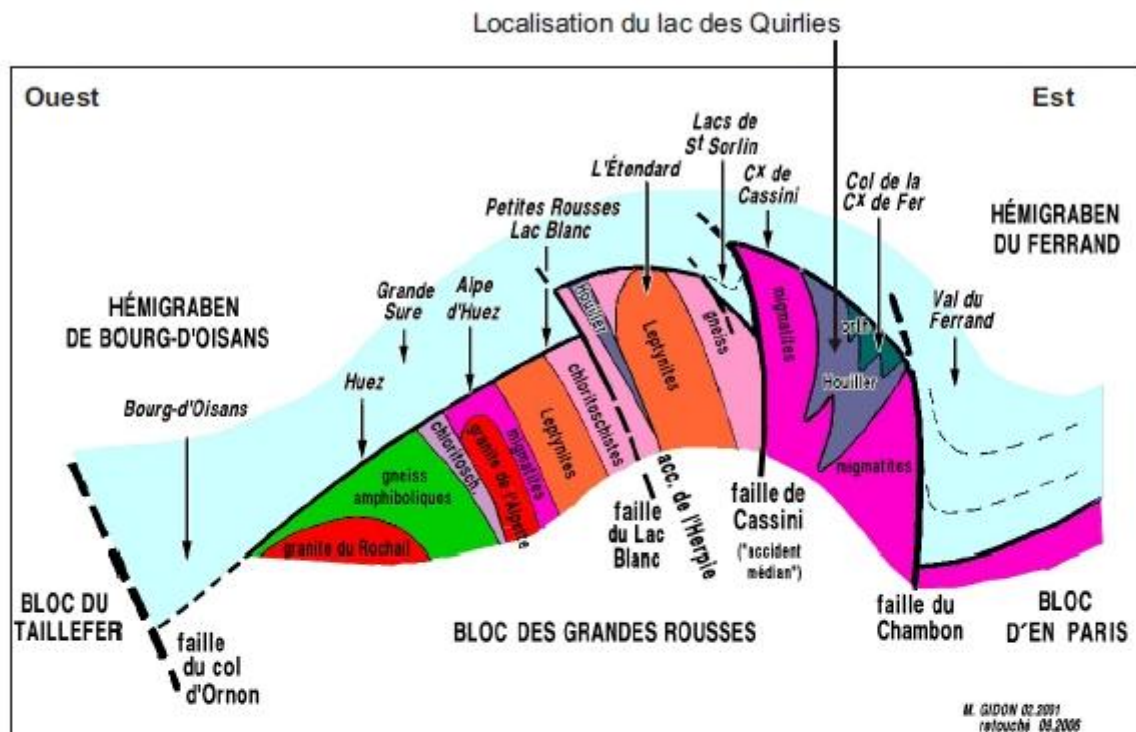 Localisation du lac des Quirlies
Ouest
Est
Lacs de
St Sorlin
L'Étendard
Cx de
Cassini
Col de la
Cx de Fer
Petites Rousses
Lac Blanc
HÉMIGRABEN
DU FERRAND
HÉMIGRABEN
DE BOURG-D'OISANS
Grande
Sure
Alpe
d'Huez
Val du
Ferrand
Huez
Bourg-d'Oisans
Houiller
Leptynites
gneiss
migmatites
Houiller
migmatites
chloritoschistes
Leptynites
migmatites
granite de l'Alpette
chloritosch.
gneiss
amphiboliques
granite du Rochail
faille
du Lac
Blanc
acc. de l'Herpie
faille de
Cassini
("accident
médian")
faille du
Chambon
BLOC DU
TAILLEFER
faille
du col
d'Ornon
BLOC DES GRANDES ROUSSES
BLOC
D'EN PARIS
M. GIDON 02.2001
retouché 09.2006